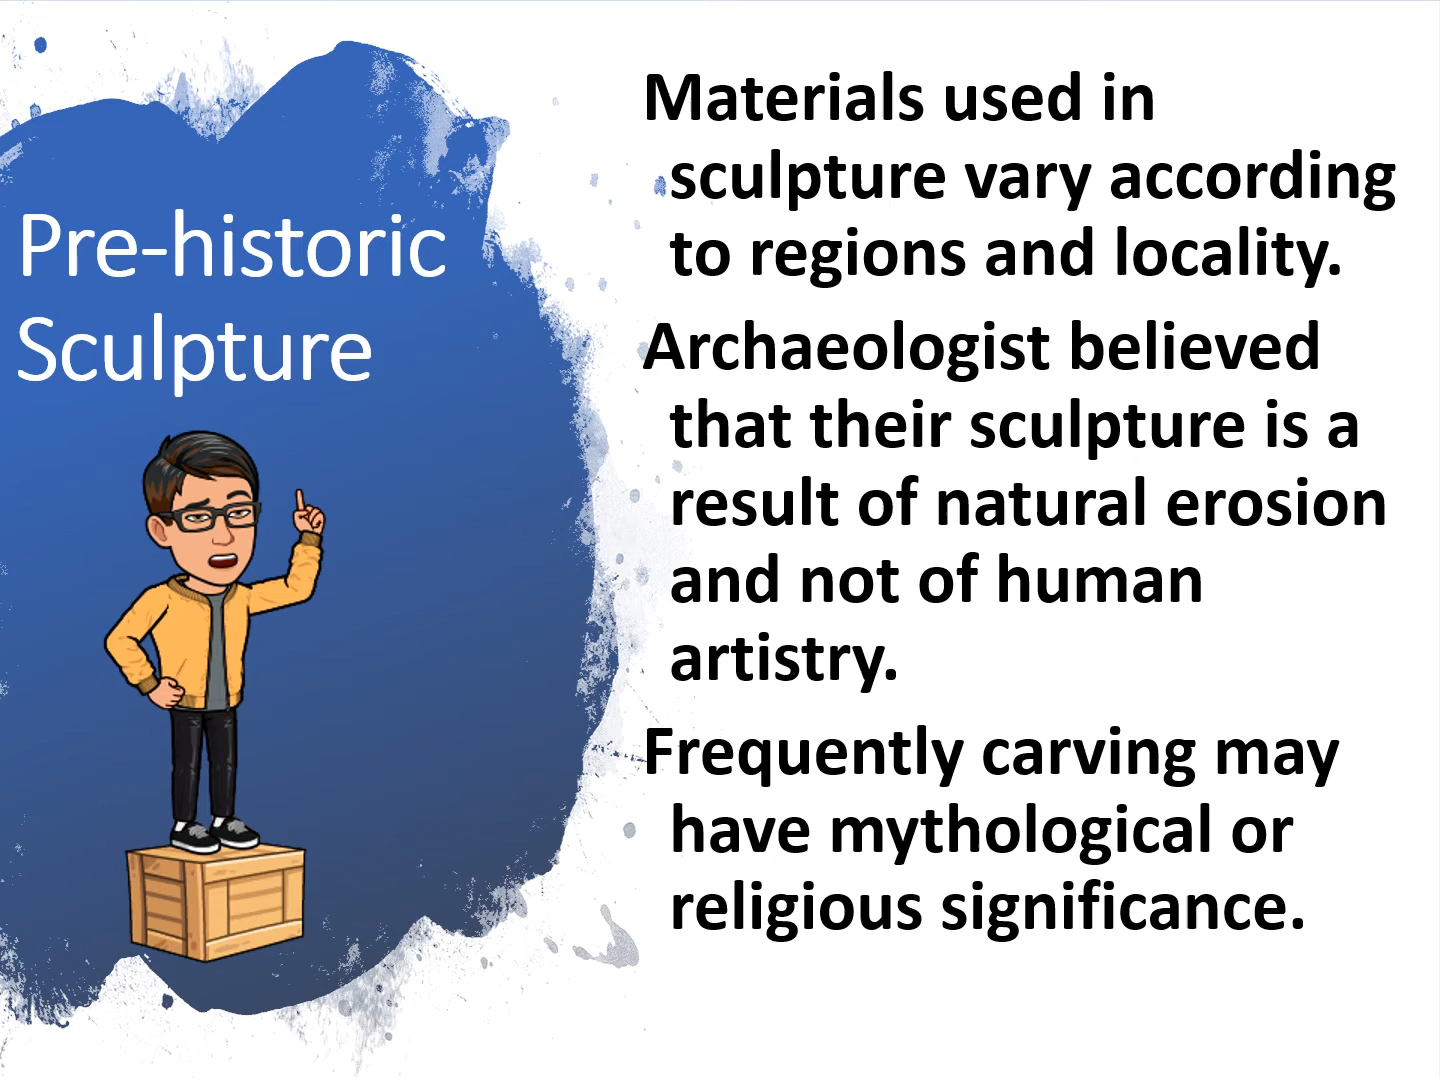 Pre-historic
Sculpture
Materials used in
sculpture vary according
to regions and locality.
Archaeologist believed
that their sculpture is a
result of natural erosion
and not of human
artistry.
Frequently carving may
have mythological or
religious significance.